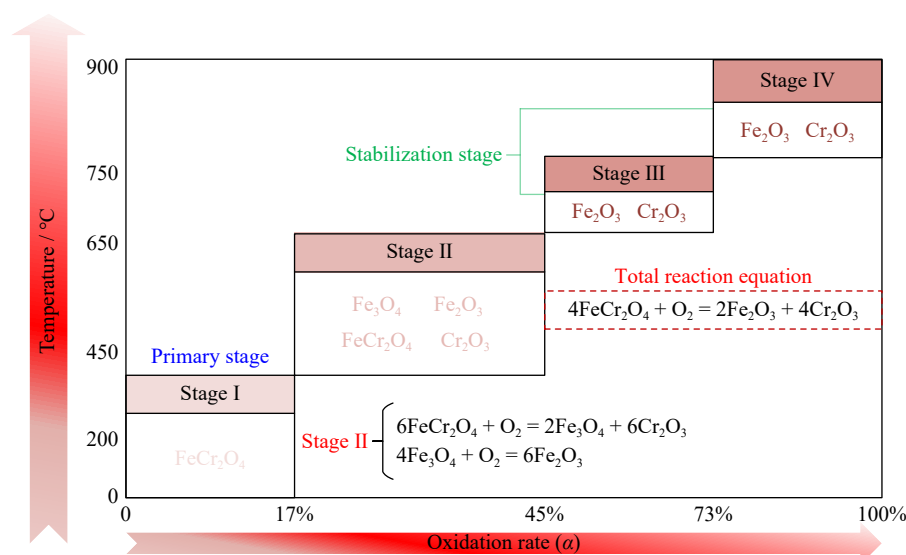 Temperature / °C
900
750
650
450
200
0
Stage IV
Fe₂O₃ Cr₂O₃
Stabilization stage
Stage III
Fe₂O₃ Cr₂O₃
Stage II
Fe₃O₄ Fe₂O₃
FeCr₂O₄ Cr₂O₃
Total reaction equation
4FeCr₂O₄ + O₂ = 2Fe₂O₃ + 4Cr₂O₃
Primary stage
Stage I
FeCr₂O₄
Stage II
6FeCr₂O₄ + O₂ = 2Fe₃O₄ + 6Cr₂O₃
4Fe₃O₄ + O₂ = 6Fe₂O₃
0 17% 45% 73% 100%
Oxidation rate (α)